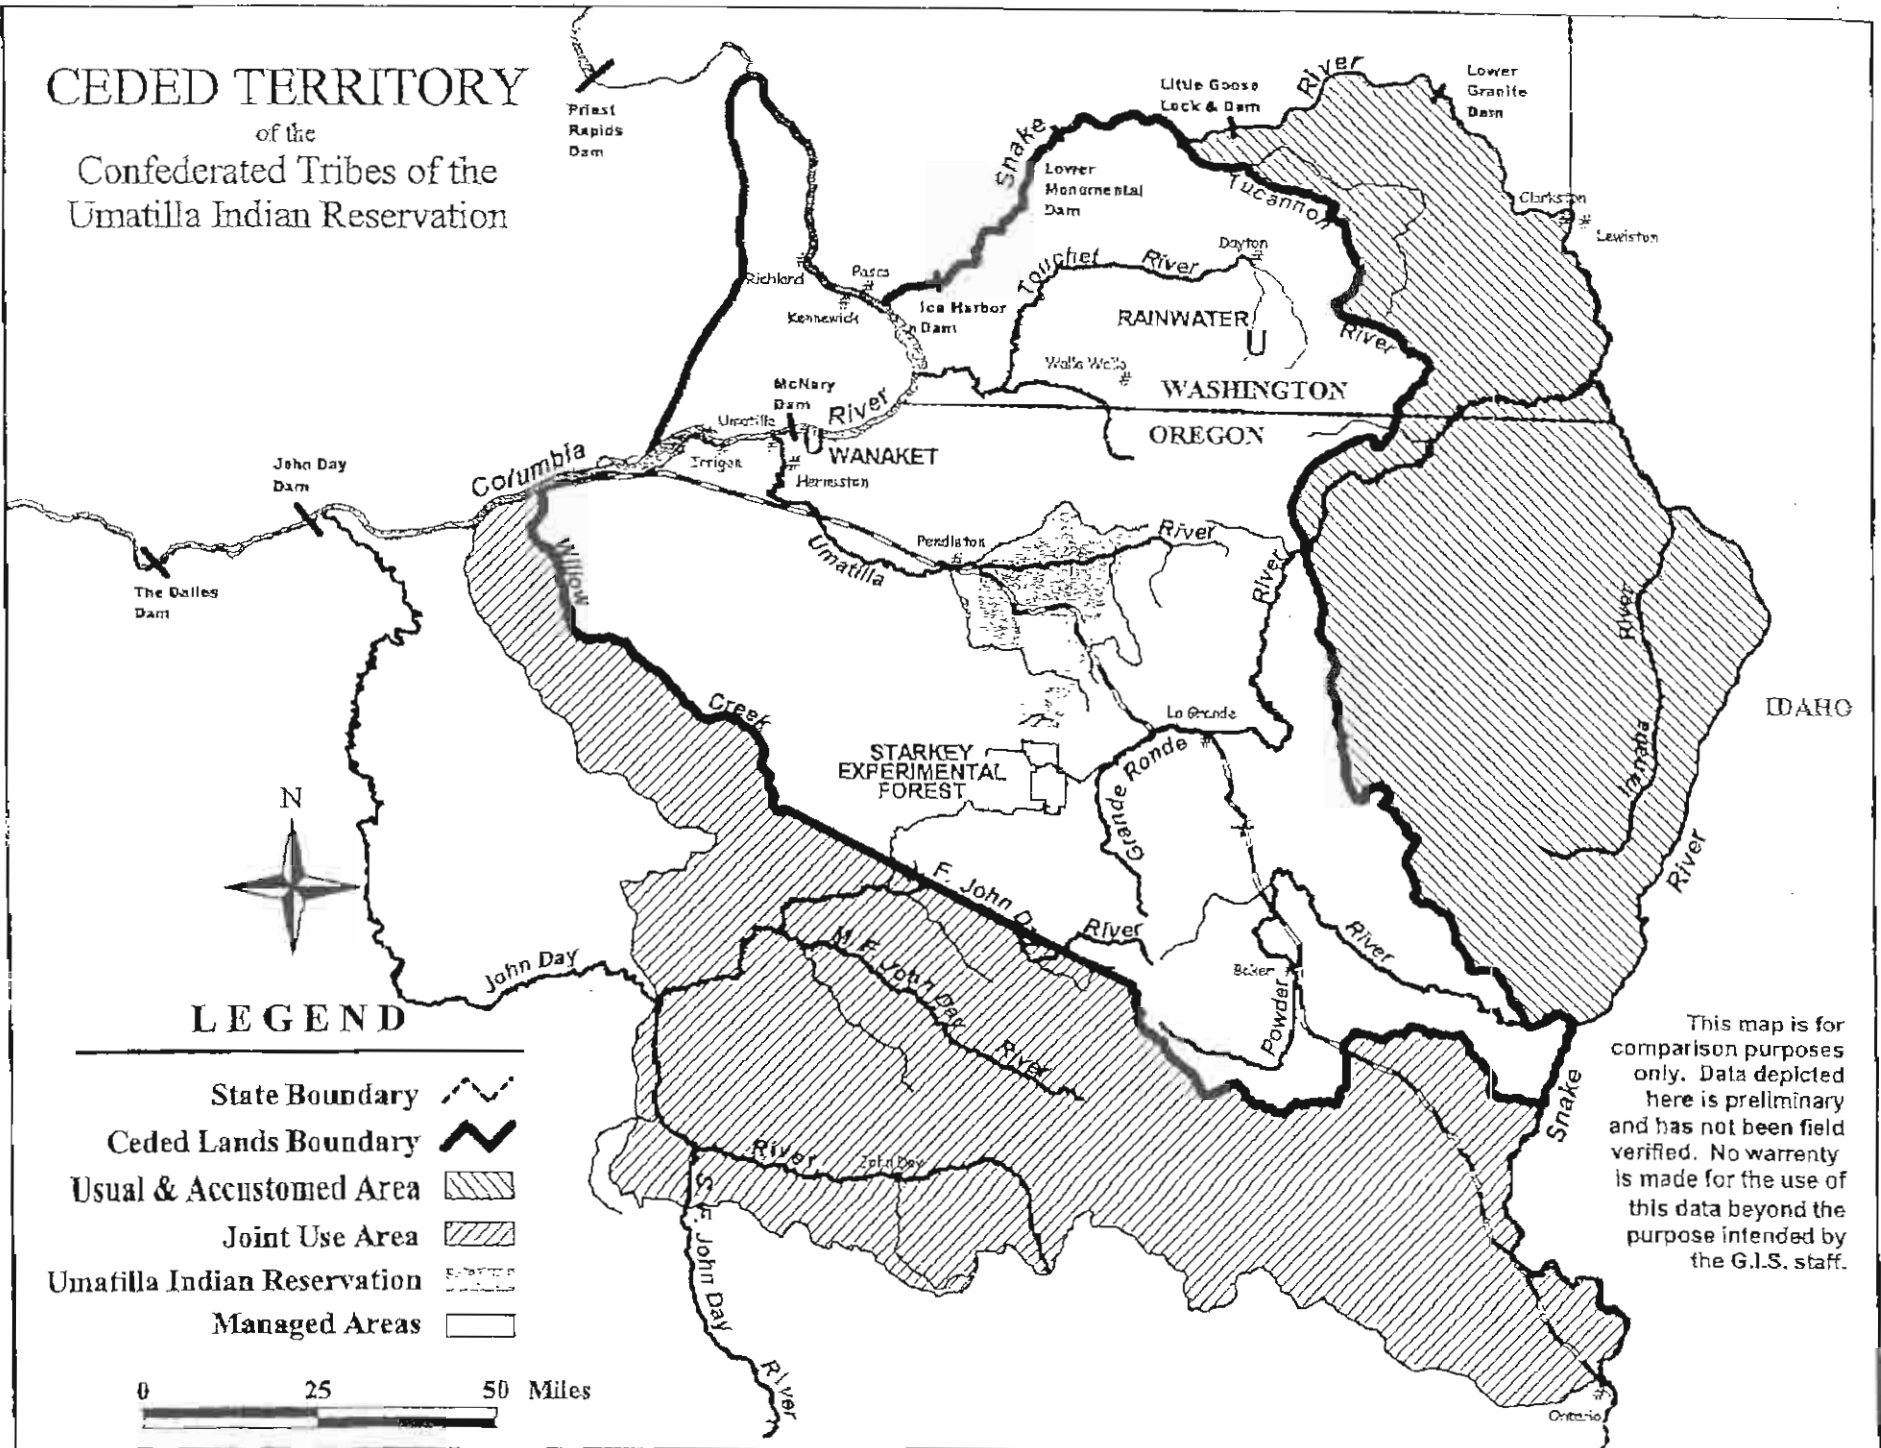 CEDED TERRITORY
of the
Confederated Tribes of the
Umatilla Indian Reservation
Priest
Rapids
Dam
Little Goose
Lock & Dam
River
Lower
Granite
Dam
Snake
Lower
Monumental
Dam
Tucannon
River
Clarkston
Lewiston
Richland
Pasco
Kennewick
Ice Harbor
Dam
Touchet
River
Dayton
RAINWATER
Walla Walla
WASHINGTON
OREGON
McNary
Dam
River
Umatilla
WANAKET
Irrigon
Hermiston
Columbia
John Day
Dam
The Dalles
Dam
Willow
Creek
Umatilla
Pendleton
River
River
River
Imnaha
IDAHO
La Grande
Grande Ronde
STARKEY
EXPERIMENTAL
FOREST
N
F. John D
River
M. F. John Day
River
River
Baker
Powder
River
Snake
John Day
River
John Day
S. F. John Day
River
Ontario
LEGEND
State Boundary
Ceded Lands Boundary
Usual & Accustomed Area
Joint Use Area
Umatilla Indian Reservation
Managed Areas
0 25 50 Miles
This map is for
comparison purposes
only. Data depicted
here is preliminary
and has not been field
verified. No warrenty
is made for the use of
this data beyond the
purpose intended by
the G.I.S. staff.